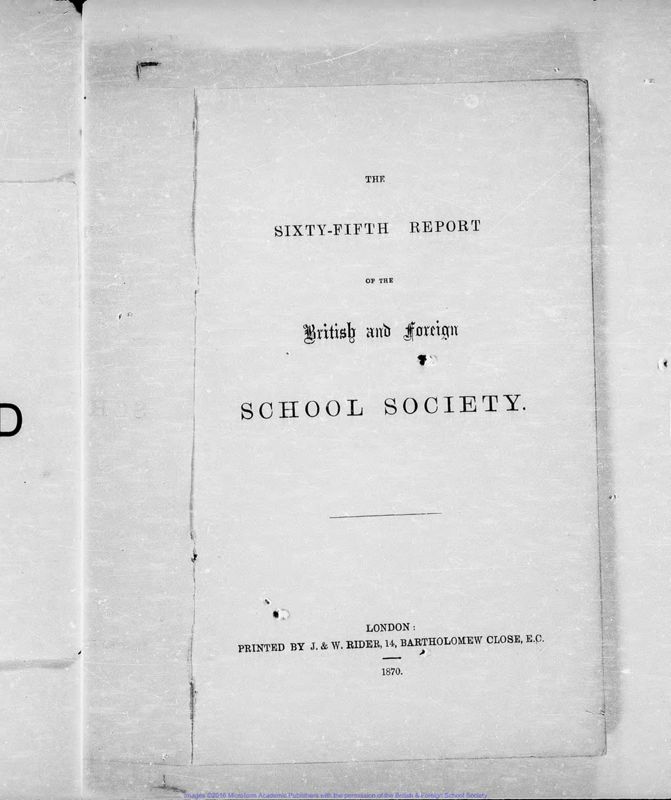 THE
SIXTY-FIFTH REPORT
OF THE
British and Foreign
SCHOOL SOCIETY.
D
LONDON:
PRINTED BY J. & W. RIDER, 14, BARTHOLOMEW CLOSE, E.C.
1870.
Images ©2016 Microform Academic Publishers with the permission of the British & Foreign School Society